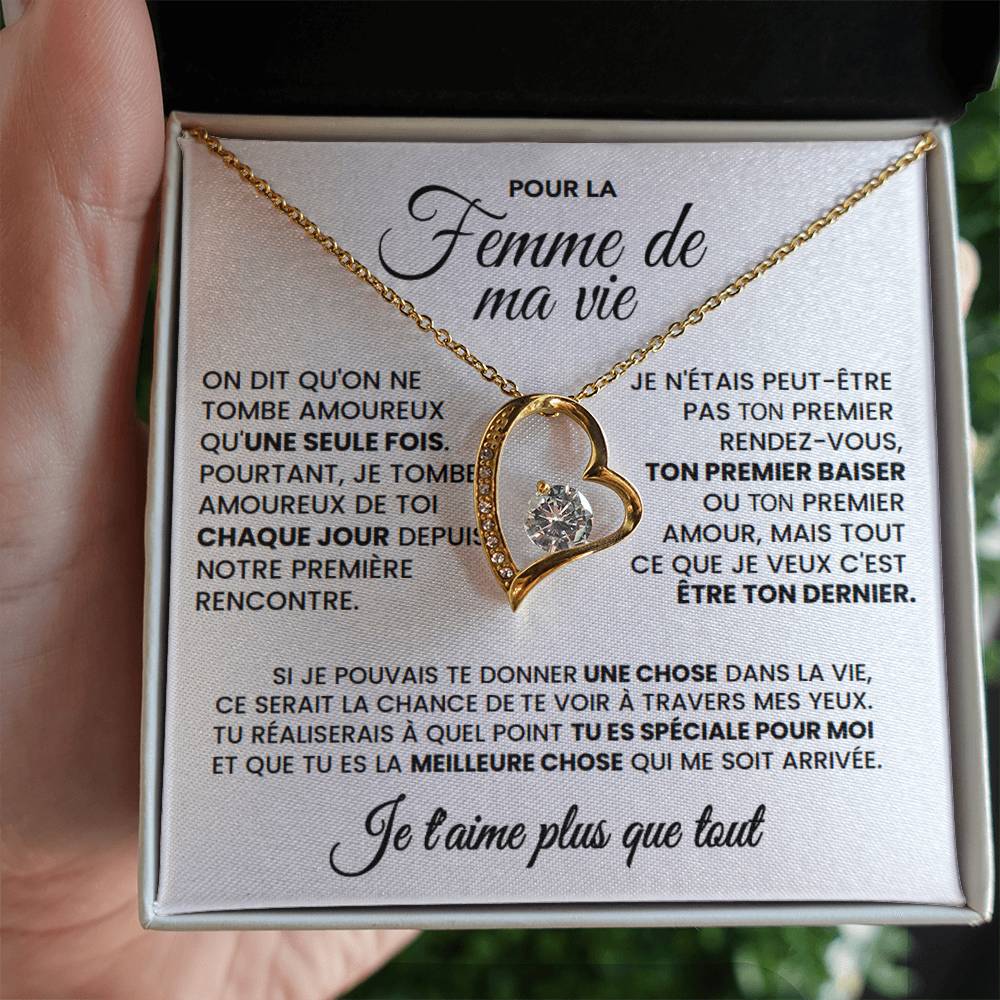 POUR LA
Femme de
ma vie
ON DIT QU'ON NE
TOMBE AMOUREUX
QU'UNE SEULE FOIS.
POURTANT, JE TOMBE
AMOUREUX DE TOI
CHAQUE JOUR DEPUIS
NOTRE PREMIÈRE
RENCONTRE.
JE N'ÉTAIS PEUT-ÊTRE
PAS TON PREMIER
RENDEZ-VOUS,
TON PREMIER BAISER
OU TON PREMIER
AMOUR, MAIS TOUT
CE QUE JE VEUX C'EST
ÊTRE TON DERNIER.
SI JE POUVAIS TE DONNER UNE CHOSE DANS LA VIE,
CE SERAIT LA CHANCE DE TE VOIR À TRAVERS MES YEUX.
TU RÉALISERAIS À QUEL POINT TU ES SPÉCIALE POUR MOI
ET QUE TU ES LA MEILLEURE CHOSE QUI ME SOIT ARRIVÉE.
Je t'aime plus que tout